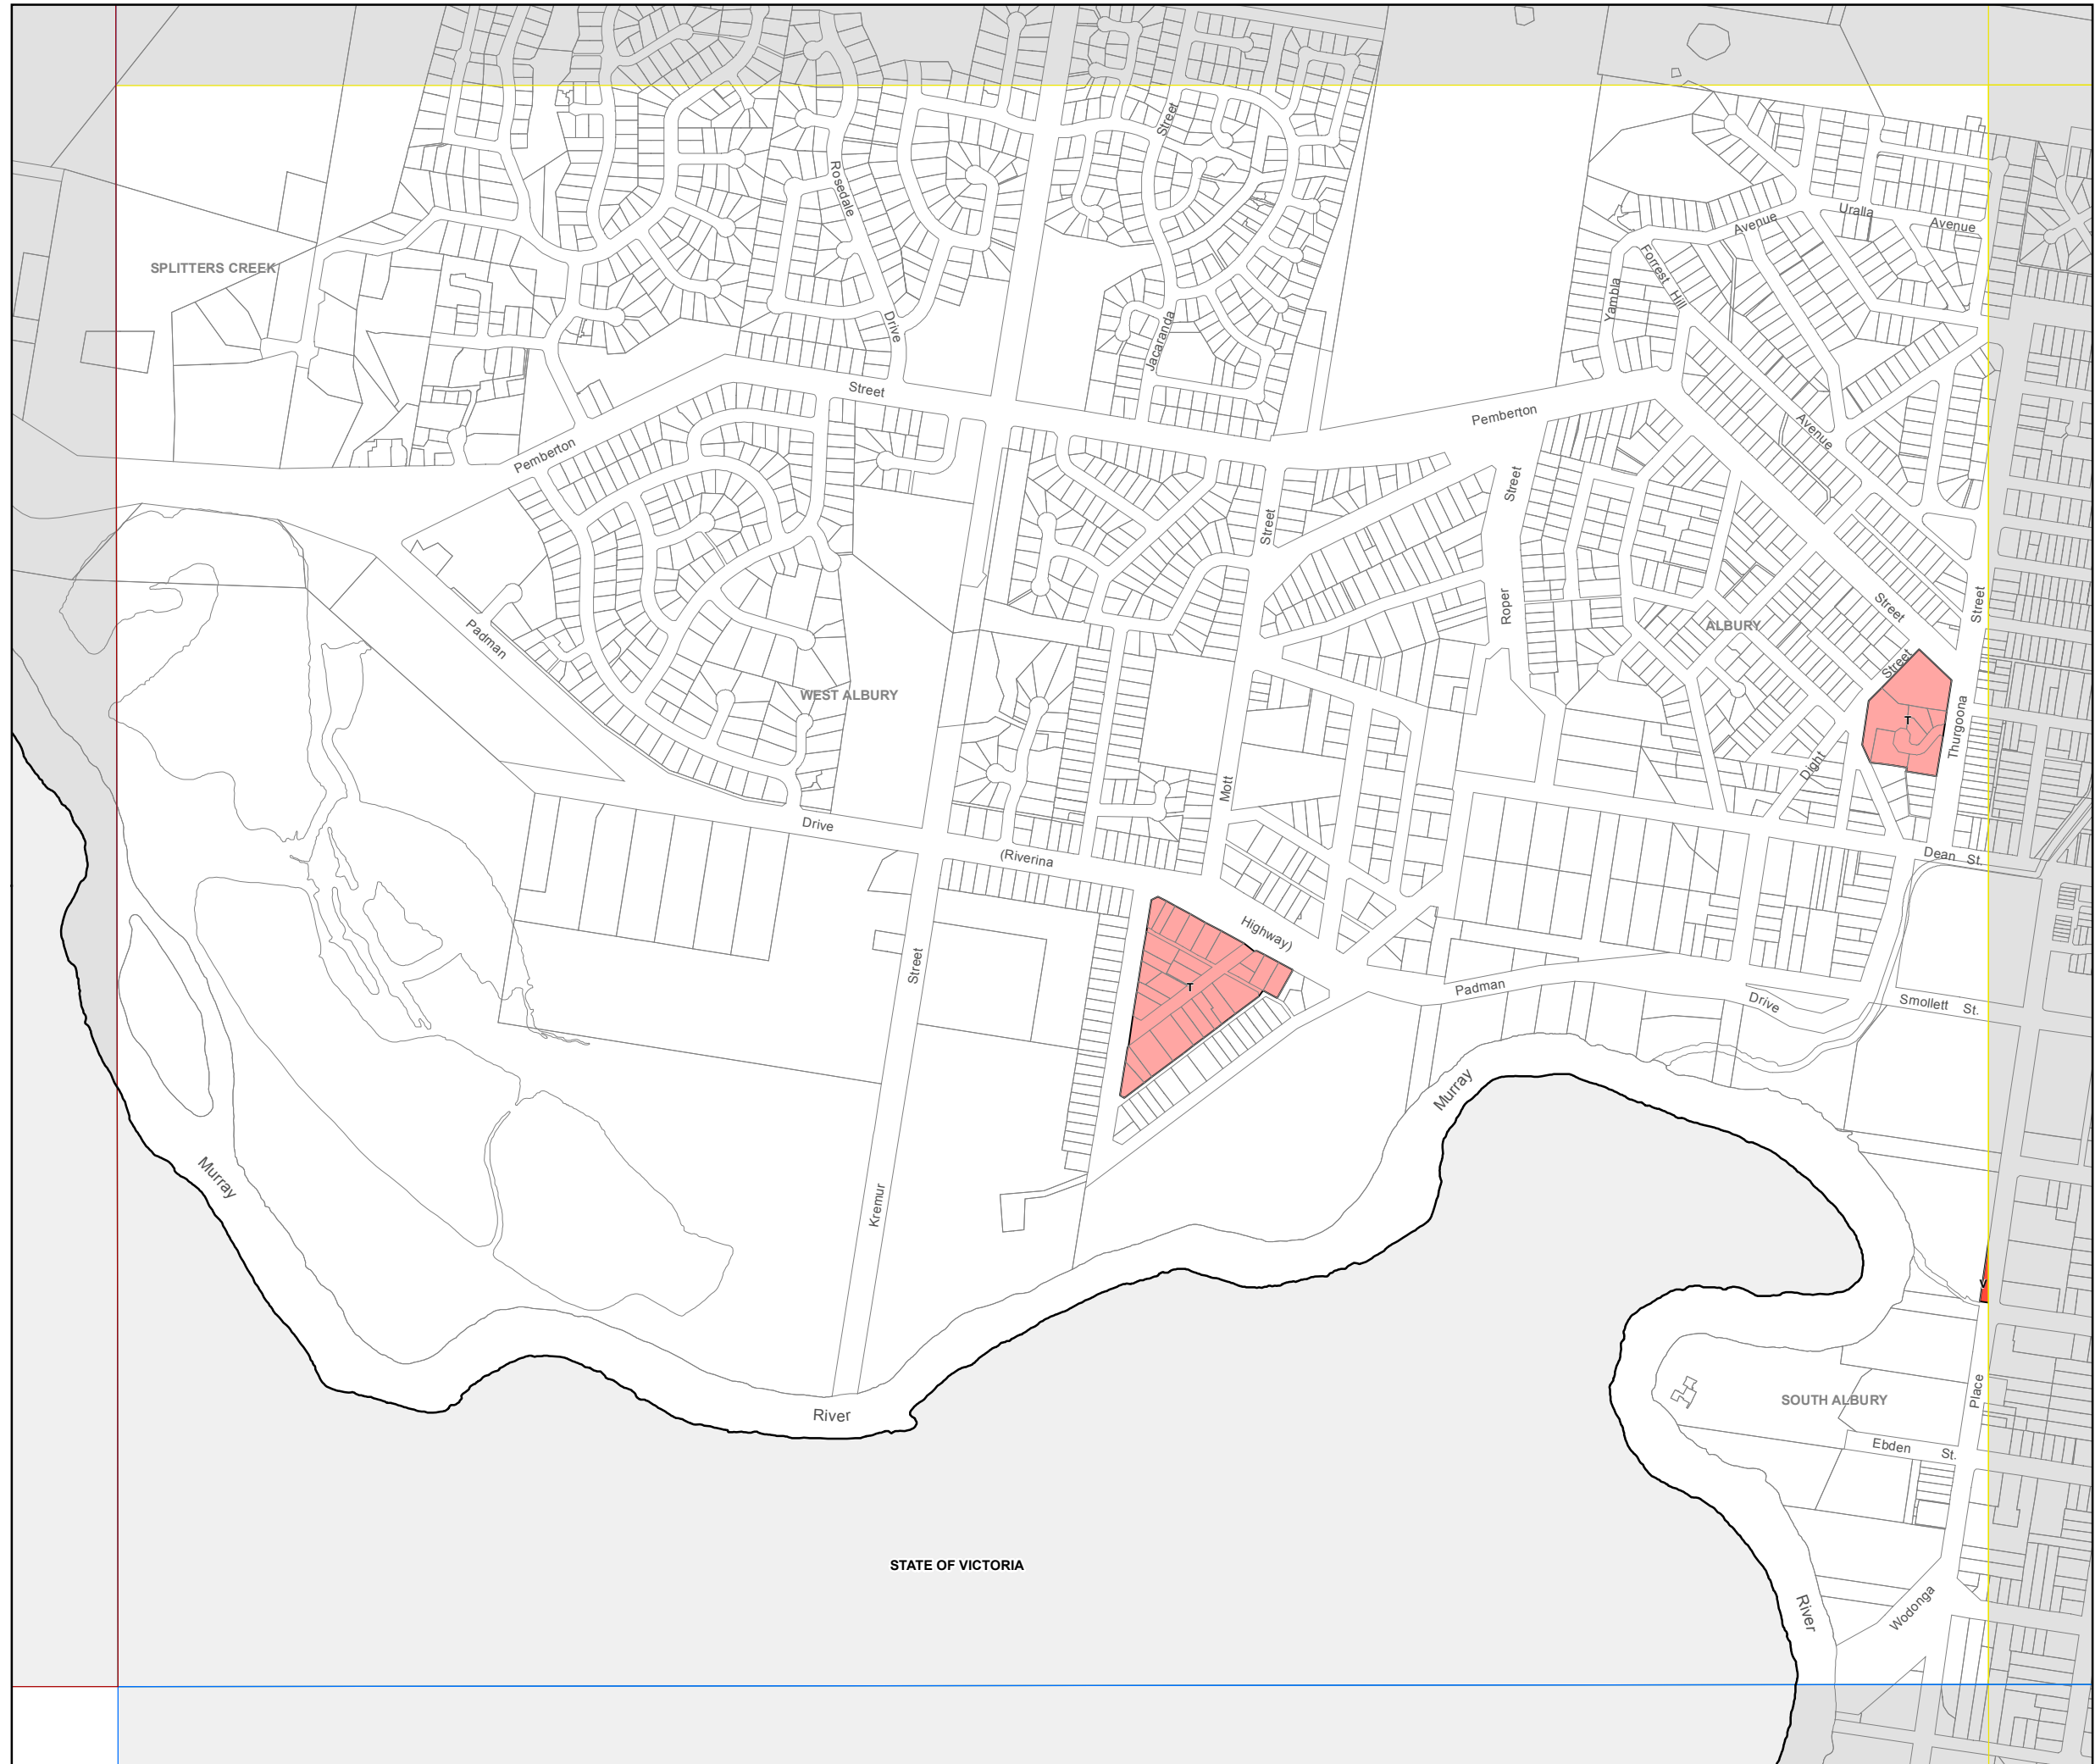 Street
Rosedale
Uralla
Avenue
Avenue
SPLITTERS CREEK
Forrest Hill
Yambla
Drive
Jacaranda
Street
Pemberton
Avenue
Pemberton
Street
Street
Street
Roper
Street
ALBURY
Street
Padman
Street
WEST ALBURY
T
Thurgoona
Dight
Mott
Drive
(Riverina
Dean St.
Highway)
Street
T
Padman
Drive
Smollett St.
Murray
Murray
Kremur
V
Place
SOUTH ALBURY
River
Ebden St.
STATE OF VICTORIA
Wodonga
River